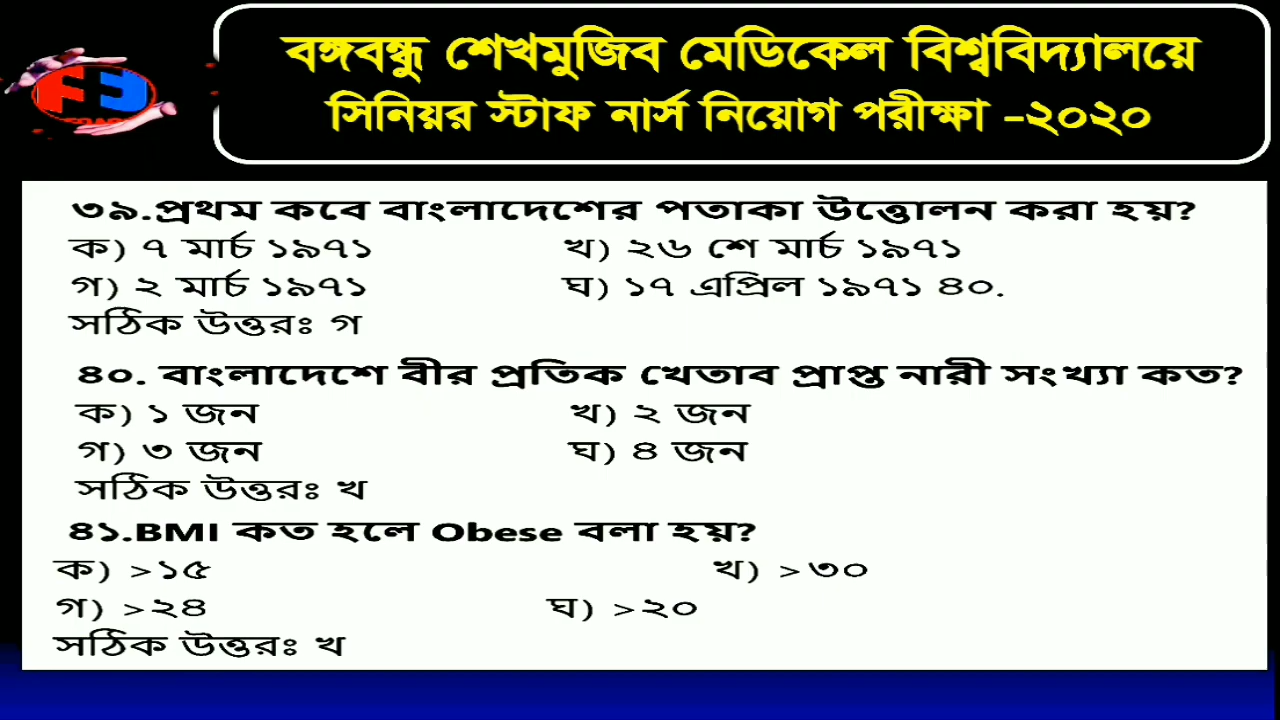 বঙ্গবন্ধু শেখমুজিব মেডিকেল বিশ্ববিদ্যালয়ে
সিনিয়র স্টাফ নার্স নিয়োগ পরীক্ষা -২০২০
৩৯.প্রথম কবে বাংলাদেশের পতাকা উত্তোলন করা হয়?
ক) ৭ মার্চ ১৯৭১ খ) ২৬ শে মার্চ ১৯৭১
গ) ২ মার্চ ১৯৭১ ঘ) ১৭ এপ্রিল ১৯৭১ ৪০.
সঠিক উত্তরঃ গ
৪০. বাংলাদেশে বীর প্রতিক খেতাব প্রাপ্ত নারী সংখ্যা কত?
ক) ১ জন খ) ২ জন
গ) ৩ জন ঘ) ৪ জন
সঠিক উত্তরঃ খ
৪১.BMI কত হলে Obese বলা হয়?
ক) >১৫ খ) >৩০
গ) >২৪ ঘ) >২০
সঠিক উত্তরঃ খ